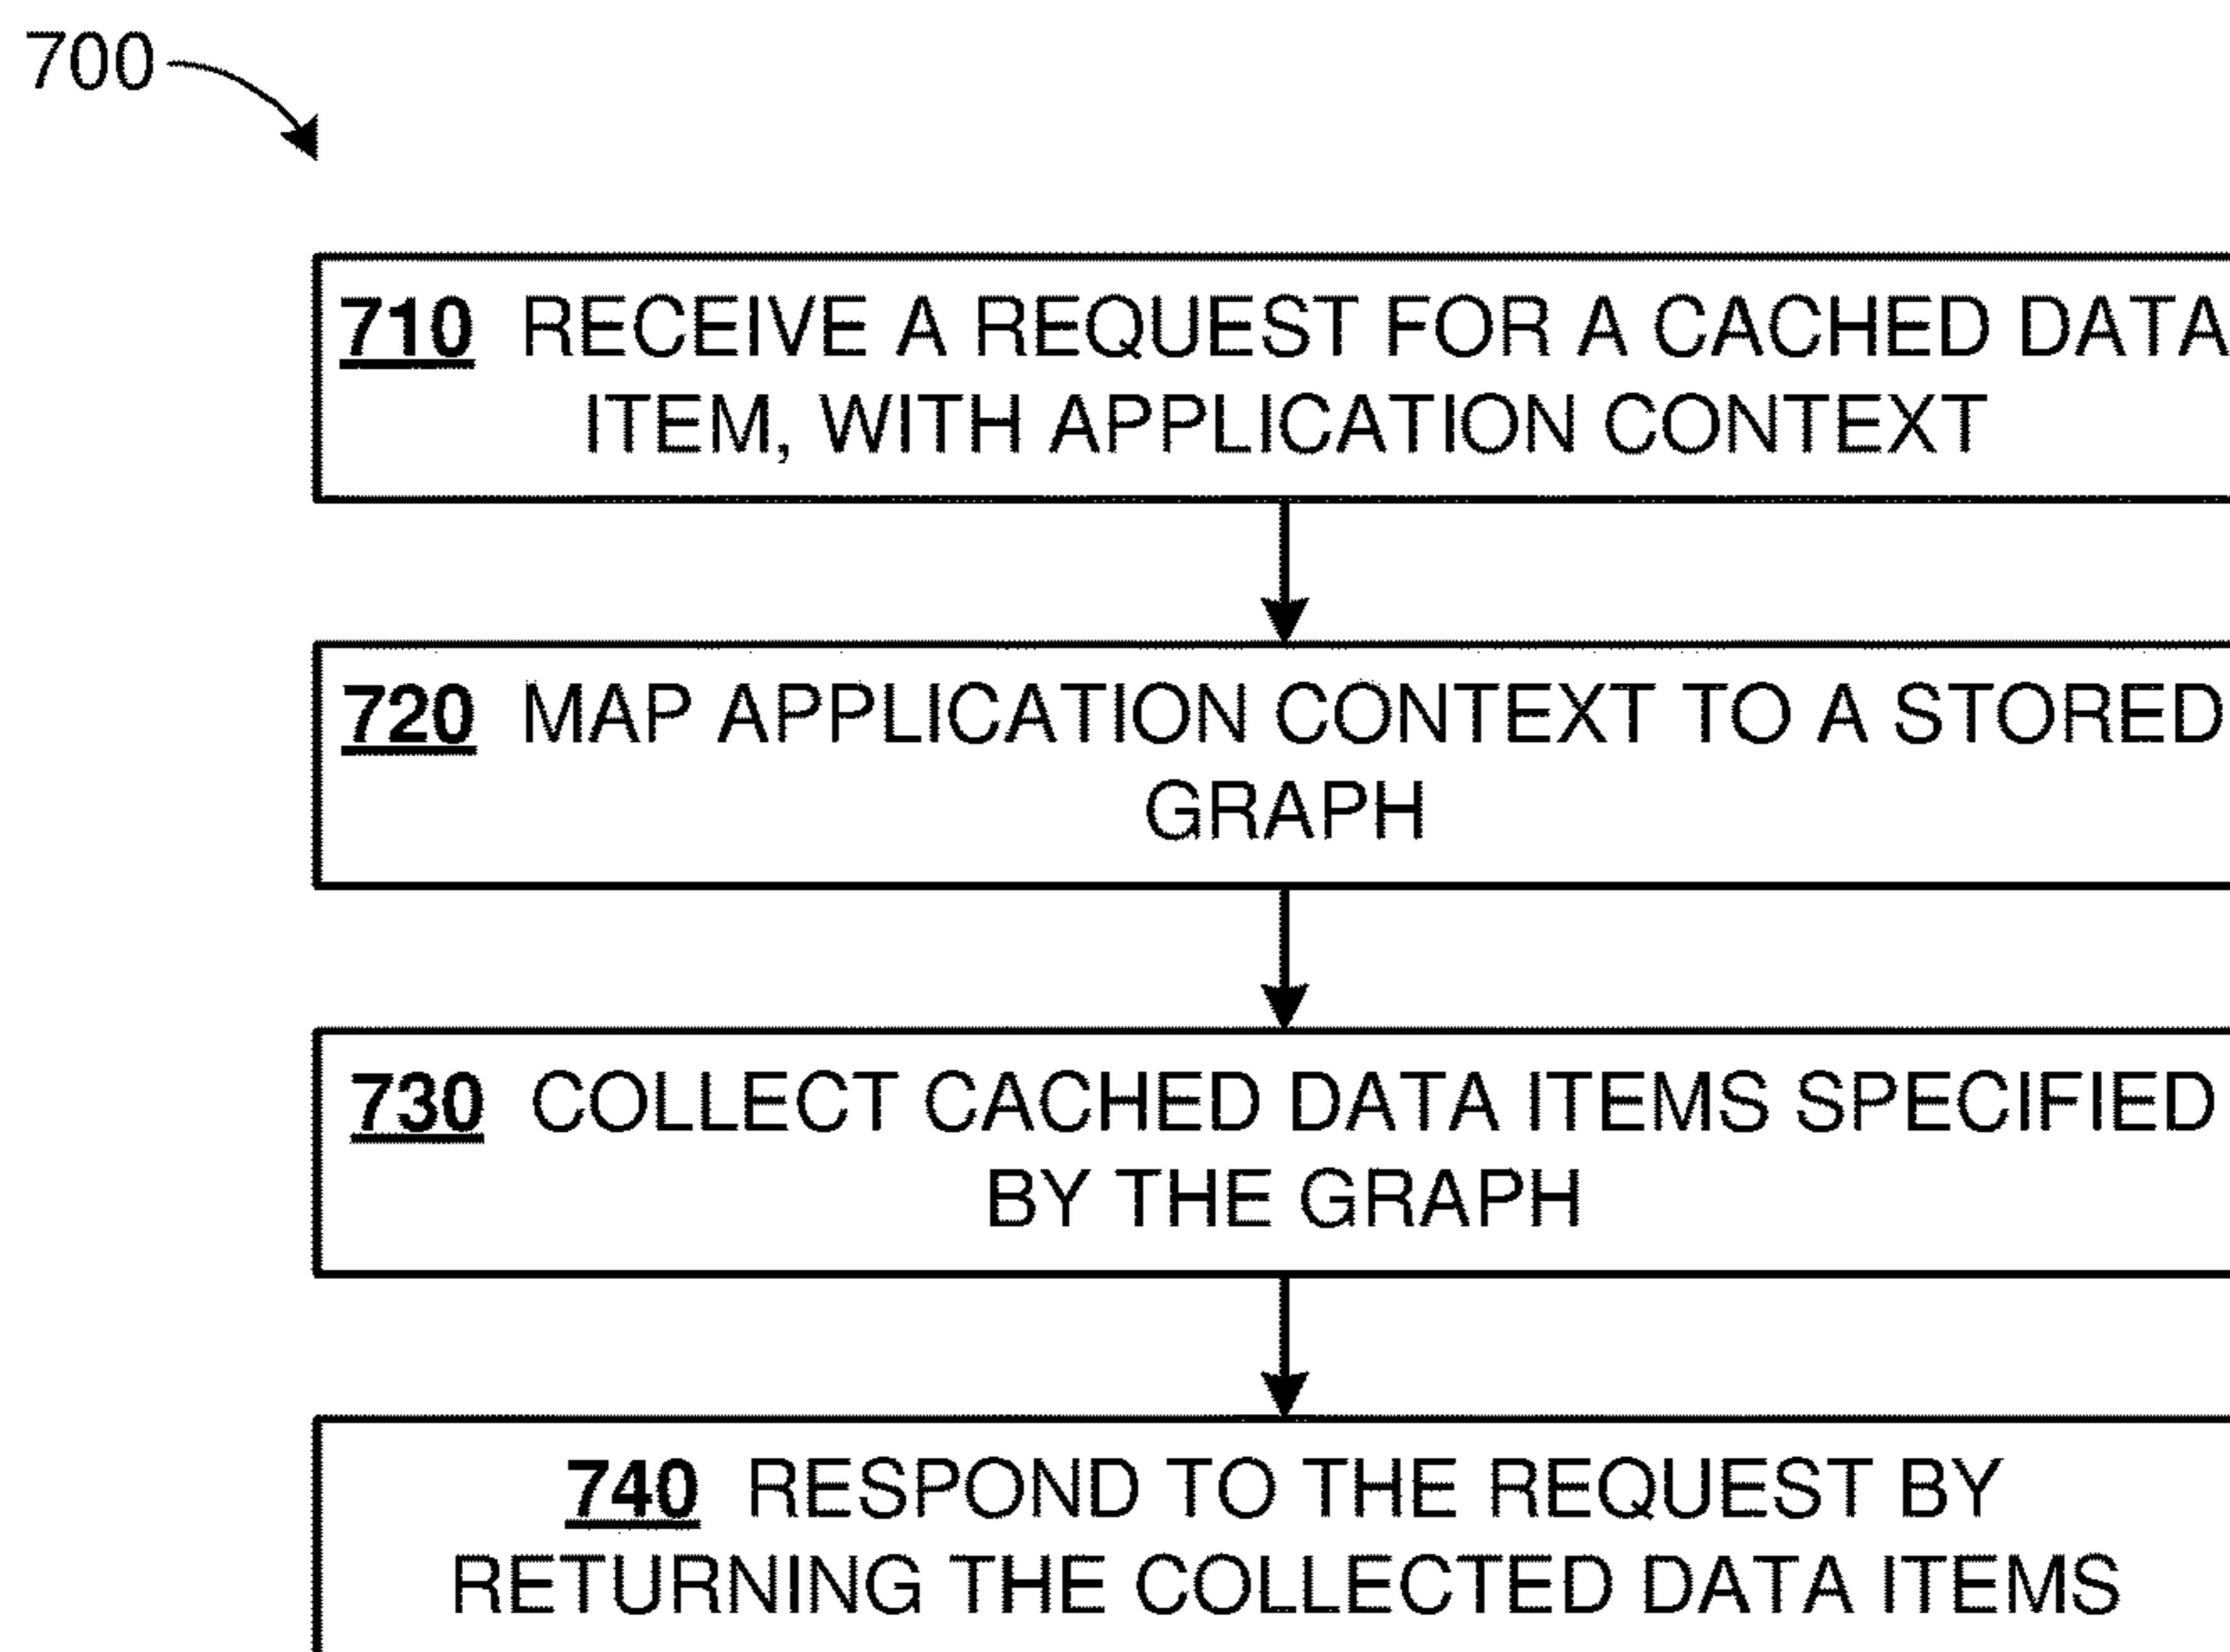 700
710 RECEIVE A REQUEST FOR A CACHED DATA
ITEM, WITH APPLICATION CONTEXT
720 MAP APPLICATION CONTEXT TO A STORED
GRAPH
730 COLLECT CACHED DATA ITEMS SPECIFIED
BY THE GRAPH
740 RESPOND TO THE REQUEST BY
RETURNING THE COLLECTED DATA ITEMS